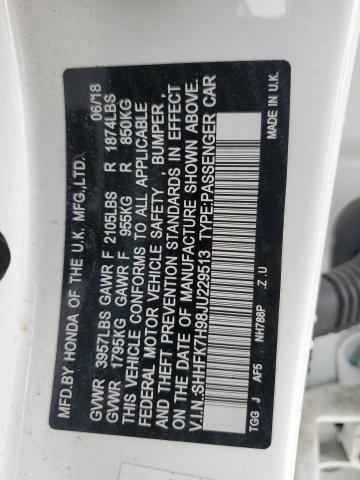 MFD.BY HONDA OF THE U.K. MFG.,LTD. 06/18
GVWR 3957LBS GAWR F 2105LBS R 1874LBS
GVWR 1795KG GAWR F 955KG R 850KG
THIS VEHICLE CONFORMS TO ALL APPLICABLE
FEDERAL MOTOR VEHICLE SAFETY , BUMPER ,
AND THEFT PREVENTION STANDARDS IN EFFECT
ON THE DATE OF MANUFACTURE SHOWN ABOVE.
V.I.N.:SHHFK7H98JU229513 TYPE:PASSENGER CAR
Z . U MADE IN U.K.
TGG J AF5 NH788P